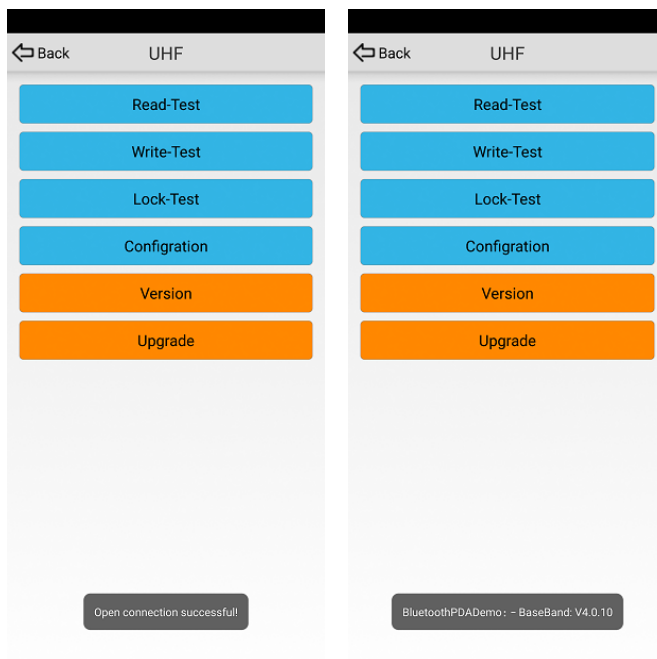 Back UHF
Read-Test
Write-Test
Lock-Test
Configration
Version
Upgrade
Open connection successful!
Back UHF
Read-Test
Write-Test
Lock-Test
Configration
Version
Upgrade
BluetoothPDADemo: - BaseBand: V4.0.10